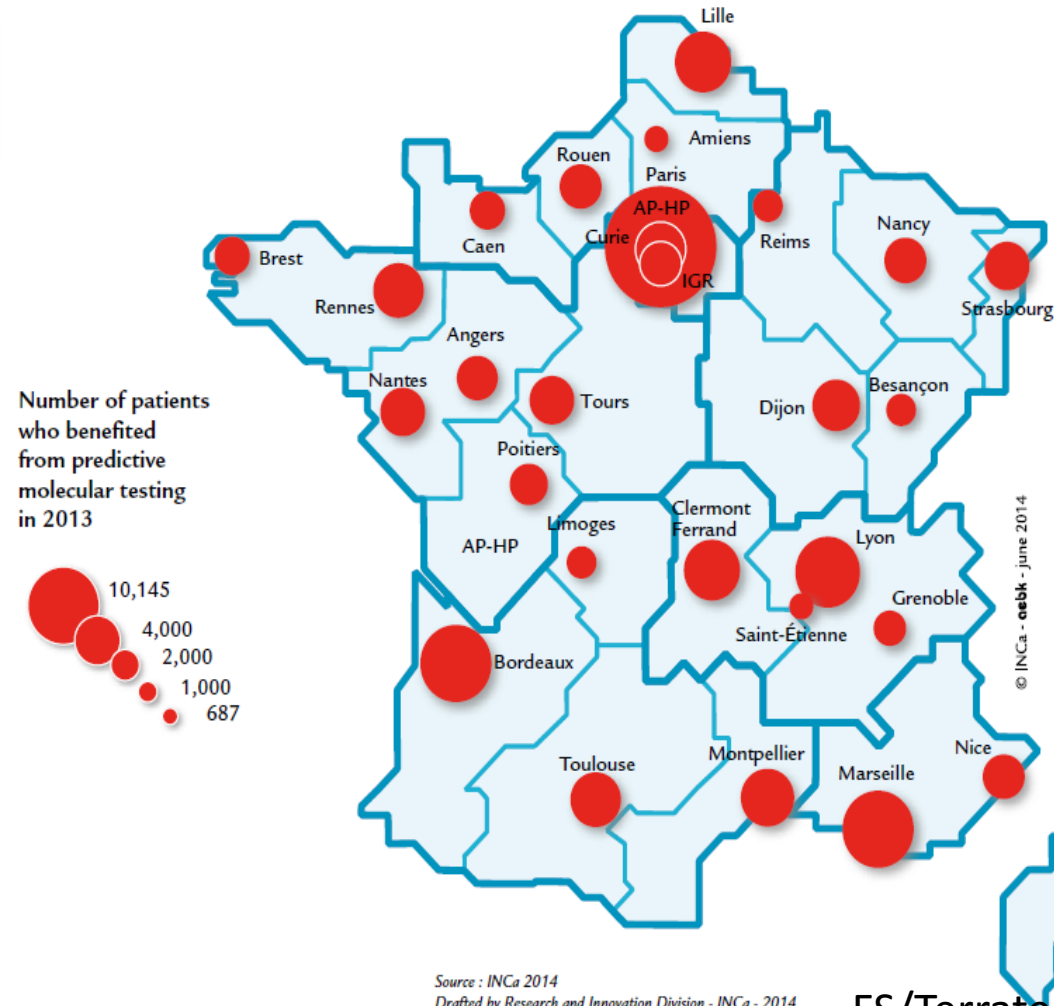 Lille
Amiens
Rouen
Paris
AP-HP
Curie
IGR
Reims
Nancy
Caen
Strasbourg
Brest
Rennes
Angers
Nantes
Tours
Besançon
Dijon
Poitiers
Number of patients
who benefited
from predictive
molecular testing
in 2013
10,145
4,000
2,000
1,000
687
AP-HP
Limoges
Clermont
Ferrand
Lyon
Grenoble
Saint-Étienne
Bordeaux
Toulouse
Montpellier
Marseille
Nice
© INCa - aebk - june 2014
Source : INCa 2014
Drafted by Research and Innovation Division - INCa - 2014